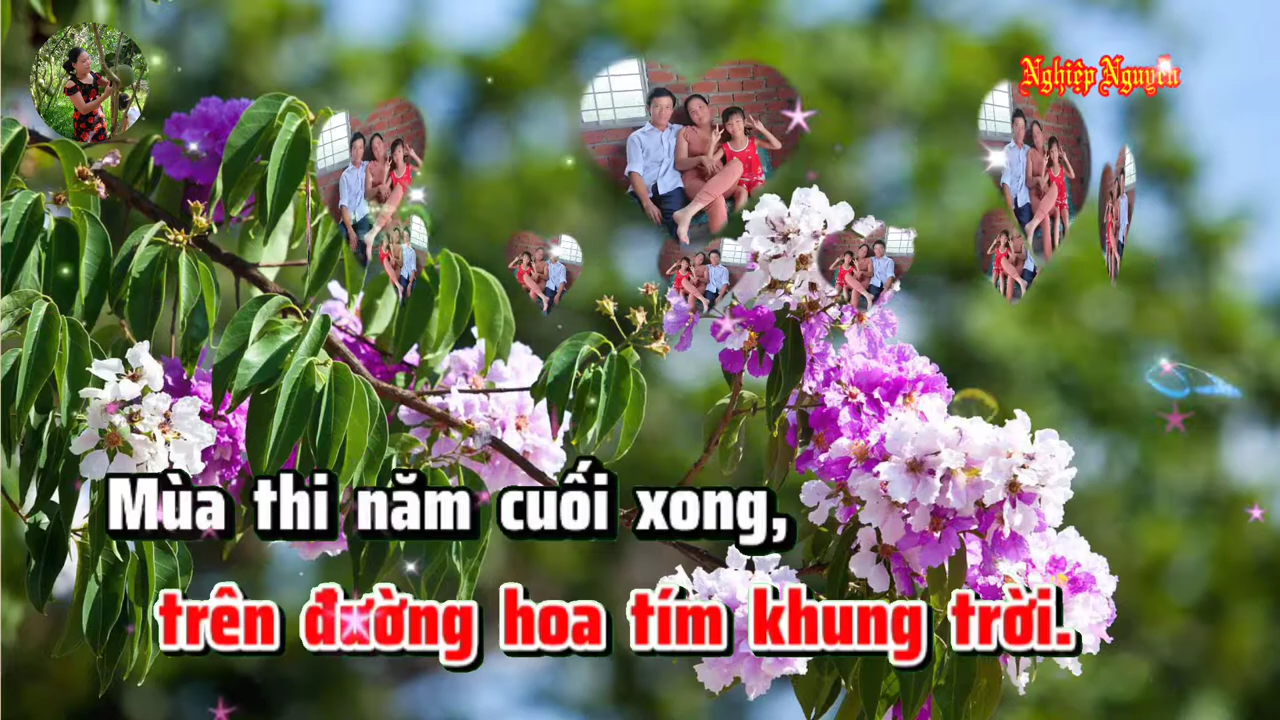 Nghiệp Nguyễn
Mùa thi năm cuối xong,
trên đường hoa tím khung trời.